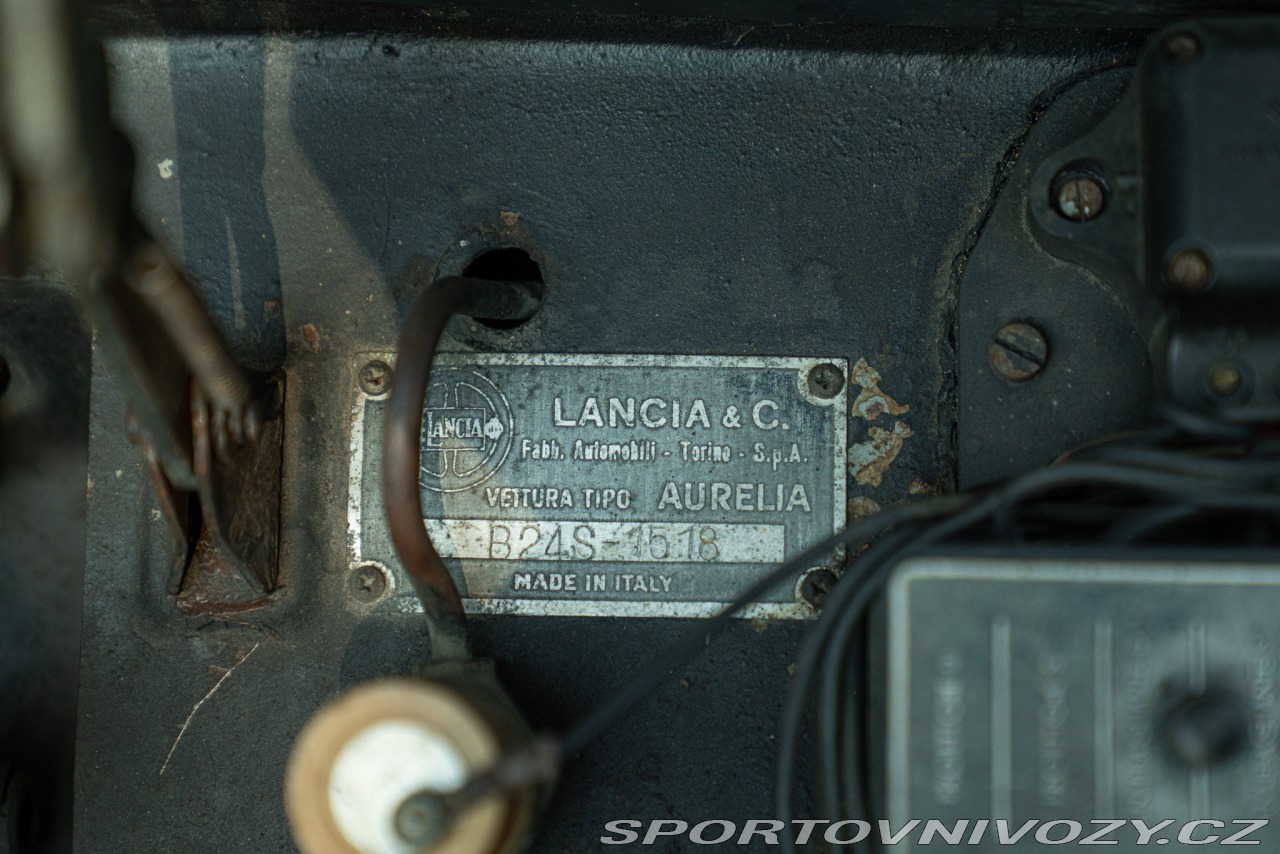 LANCIA
LANCIA & C.
Fabb. Automobili - Torino - S.p.A.
VETTURA TIPO AURELIA
B24S-1518
MADE IN ITALY
SPORTOVNIVOZY.CZ